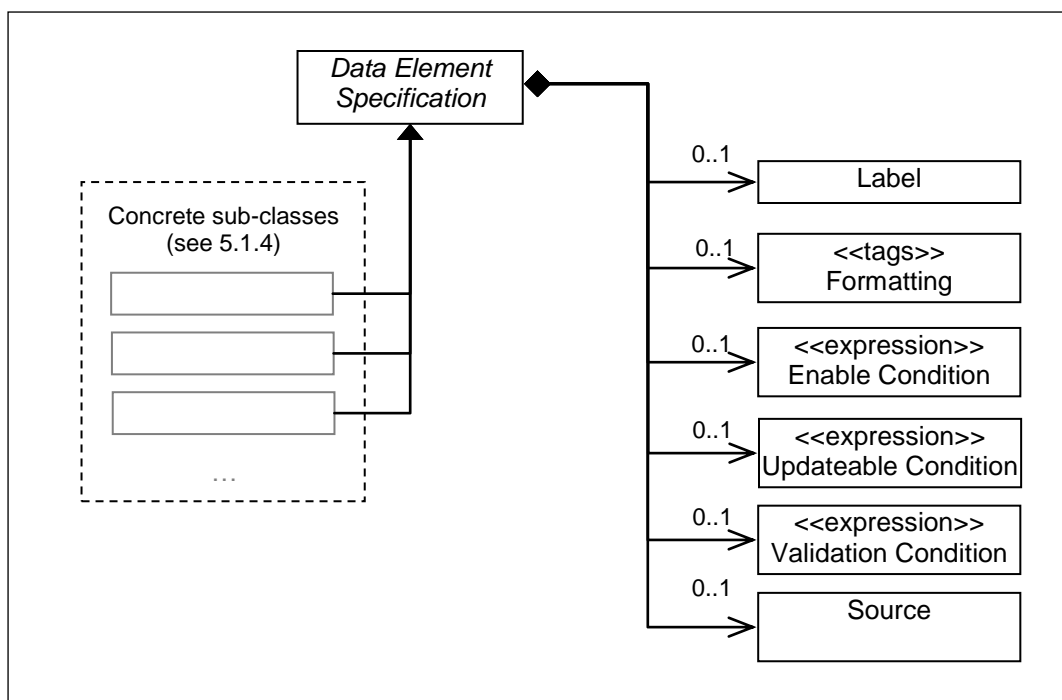 Data Element
Specification
Concrete sub-classes
(see 5.1.4)
...
0..1
Label
0..1
<<tags>>
Formatting
0..1
<<expression>>
Enable Condition
0..1
<<expression>>
Updateable Condition
0..1
<<expression>>
Validation Condition
0..1
Source